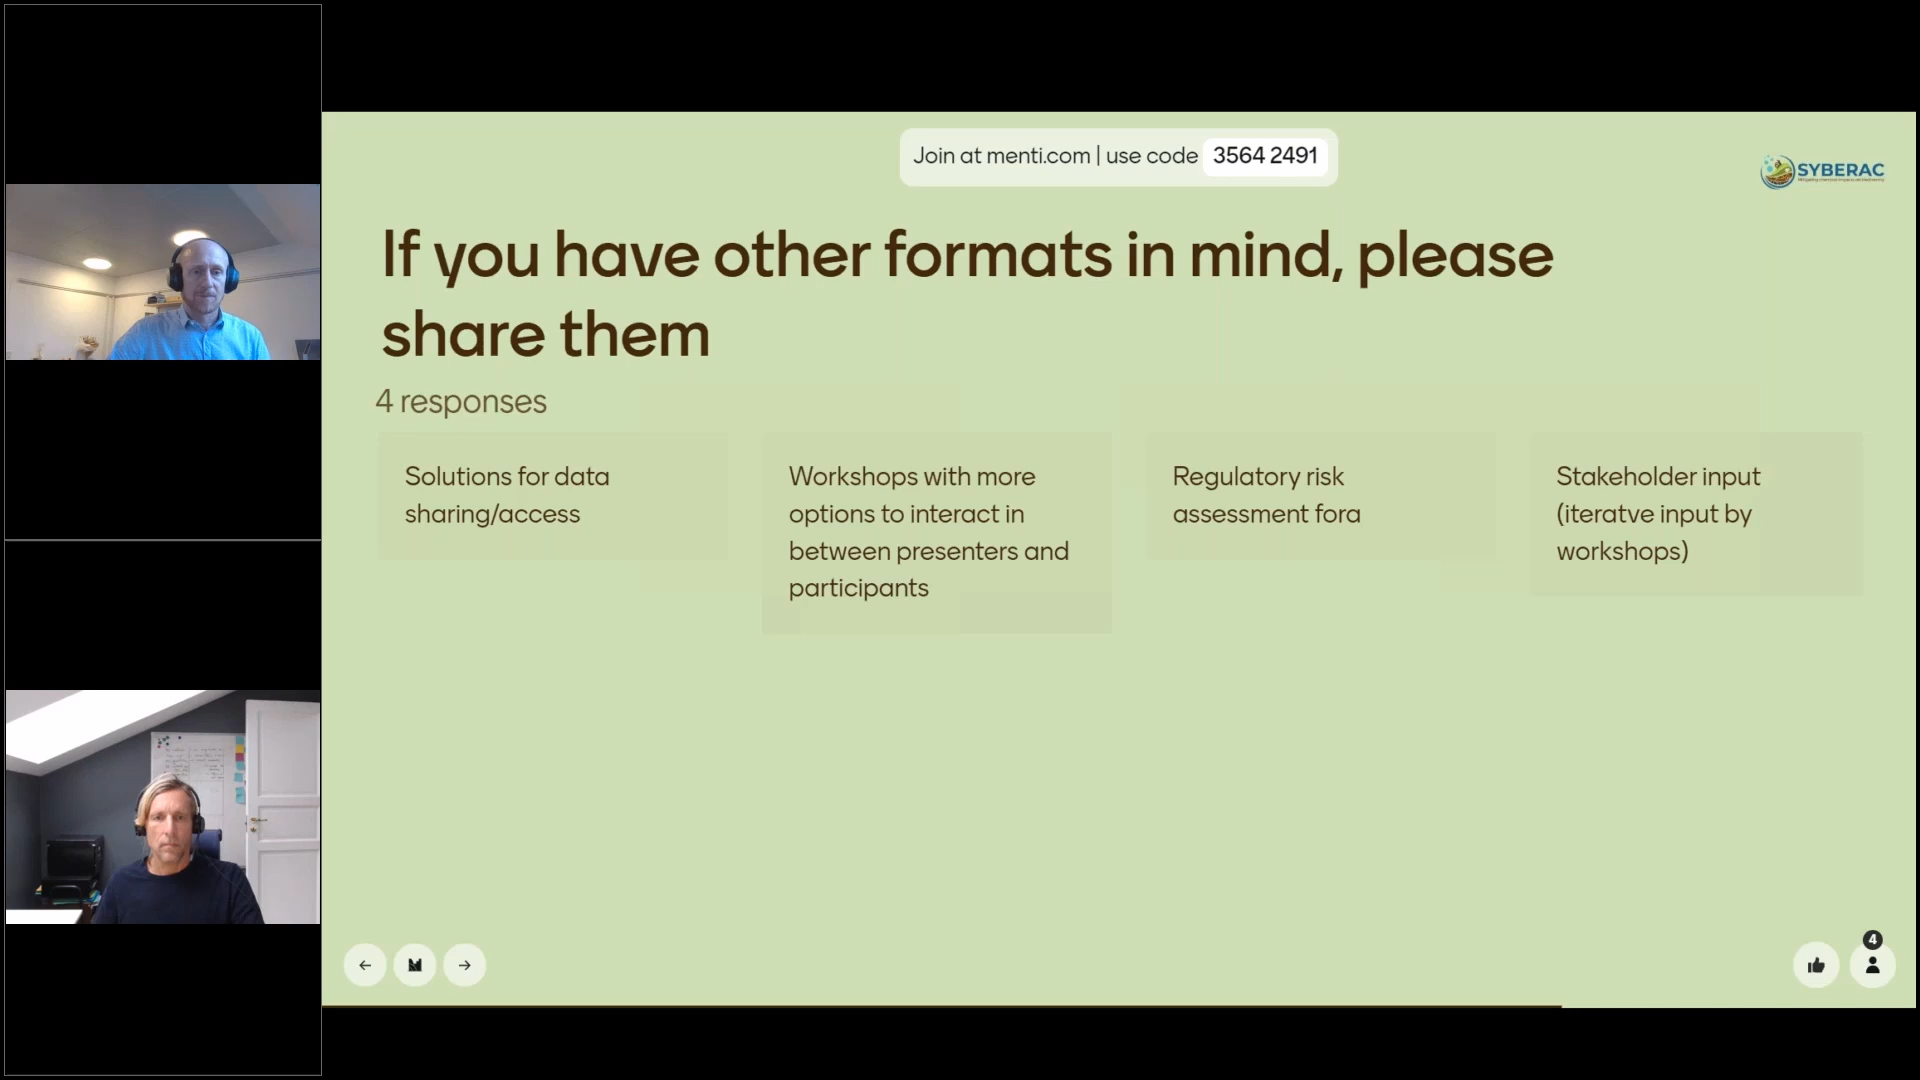 Join at menti.com | use code 3564 2491
SYBERAC
If you have other formats in mind, please
share them
4 responses
Solutions for data
sharing/access
Workshops with more
options to interact in
between presenters and
participants
Regulatory risk
assessment fora
Stakeholder input
(iteratve input by
workshops)
4